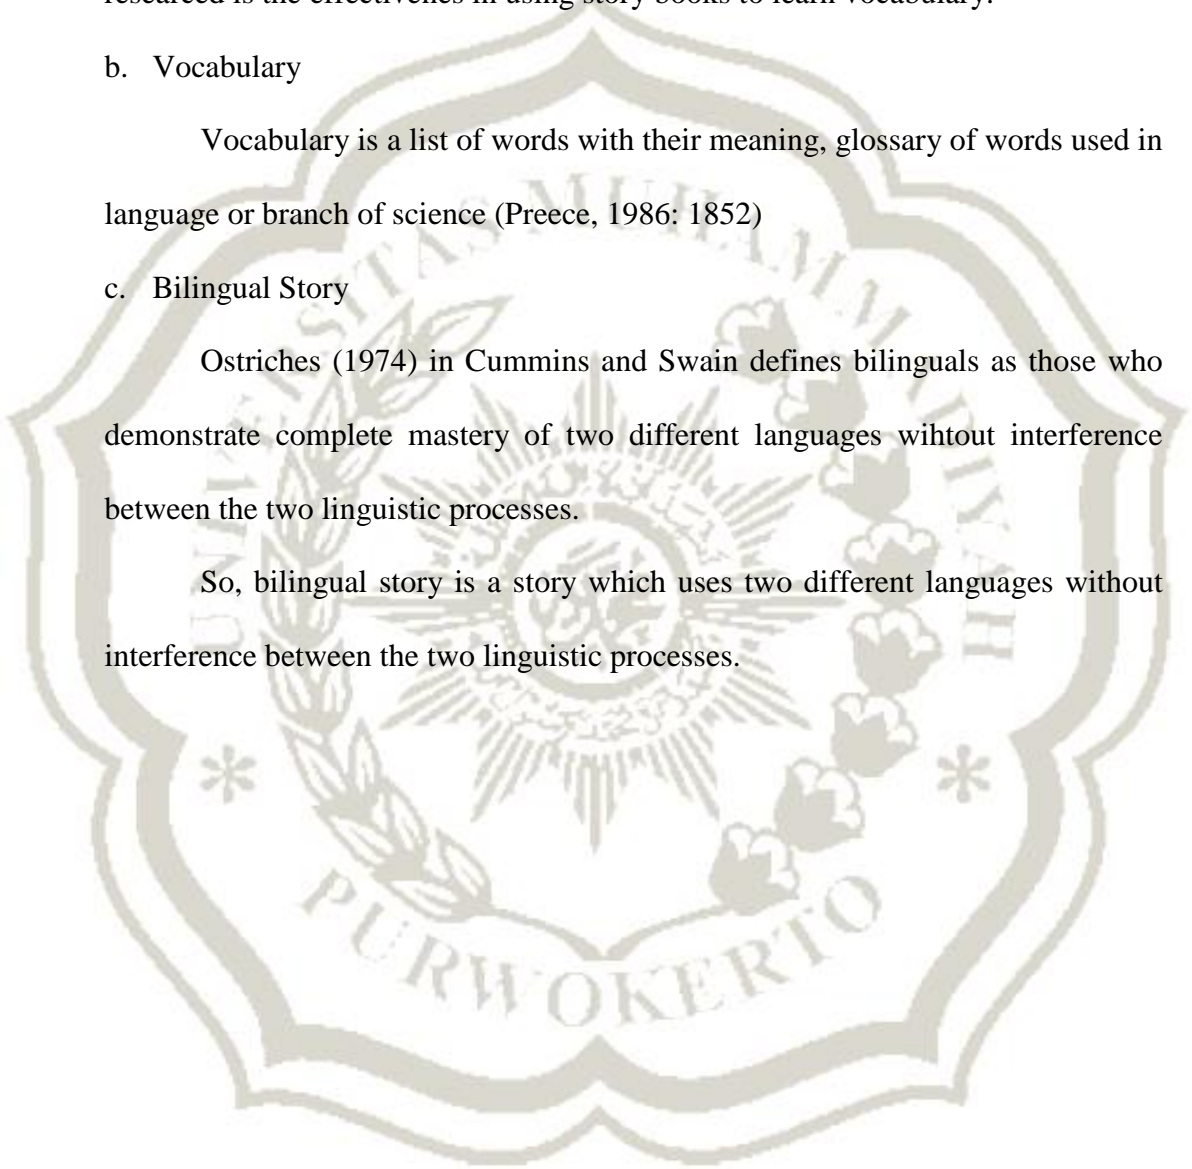 researced is the effectivenes in using story books to learn vocabulary.
b. Vocabulary
Vocabulary is a list of words with their meaning, glossary of words used in
language or branch of science (Preece, 1986: 1852)
c. Bilingual Story
Ostriches (1974) in Cummins and Swain defines bilinguals as those who
demonstrate complete mastery of two different languages wihtout interference
between the two linguistic processes.
So, bilingual story is a story which uses two different languages without
interference between the two linguistic processes.
UNIVERSITAS MUHAMMADIYAH
PURWOKERTO